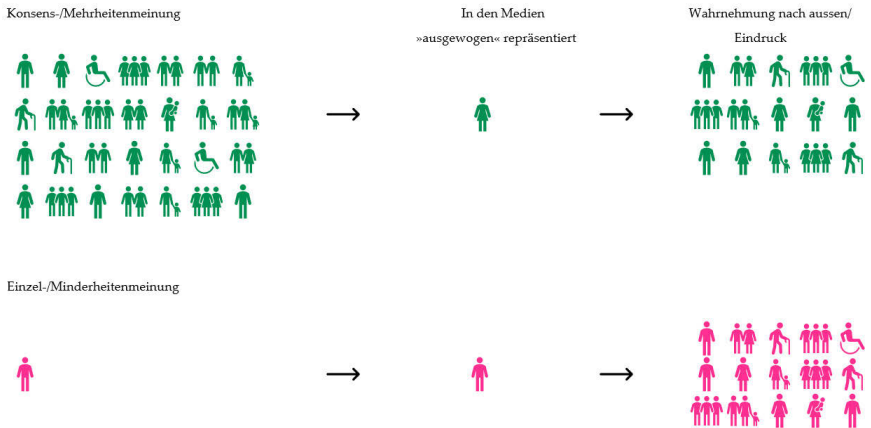 Konsens-/Mehrheitenmeinung
In den Medien
»ausgewogen« repräsentiert
Wahrnehmung nach aussen/
Eindruck
Einzel-/Minderheitenmeinung